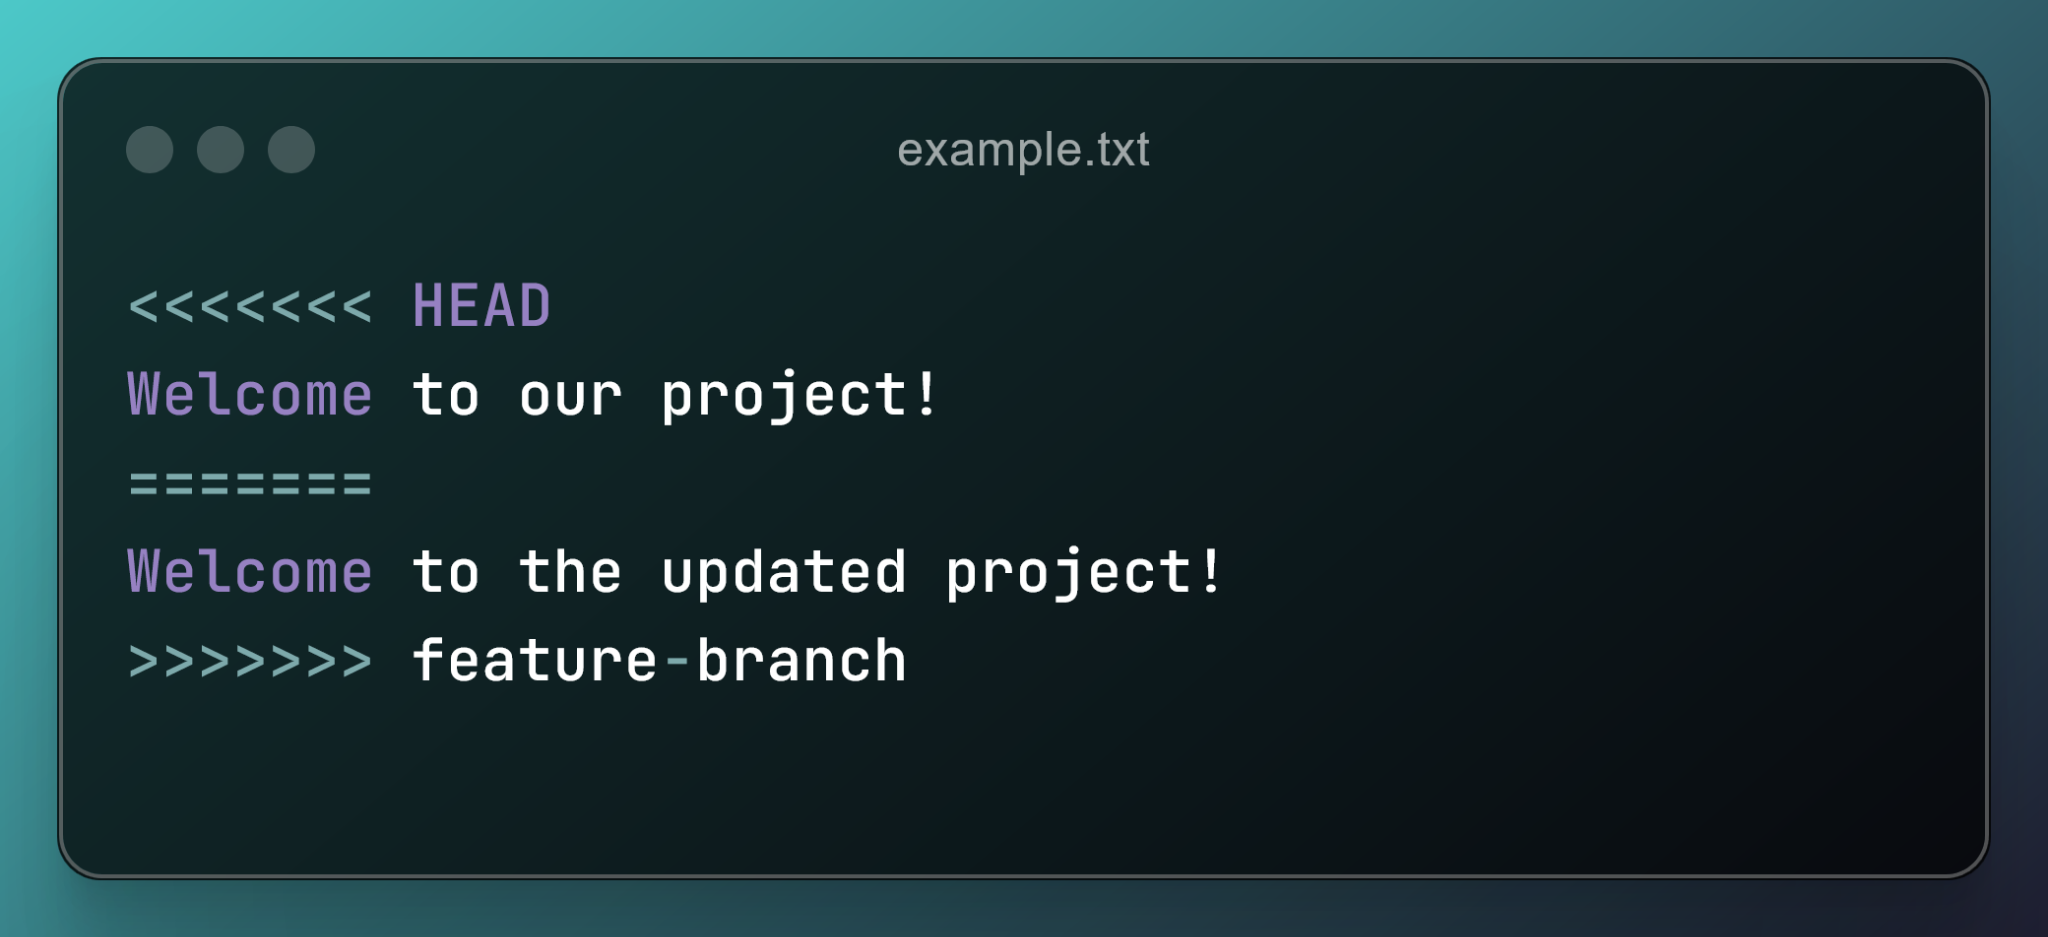 example.txt
<<<<<<< HEAD
Welcome to our project!
=======
Welcome to the updated project!
>>>>>>> feature-branch